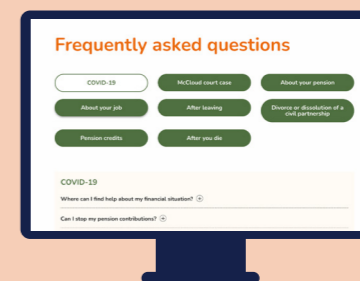 Frequently asked questions
COVID-19
McCloud court case
About your pension
About your job
After leaving
Divorce or dissolution of a
civil partnership
Pension credits
After you die
COVID-19
Where can I find help about my financial situation?
Can I stop my pension contributions?